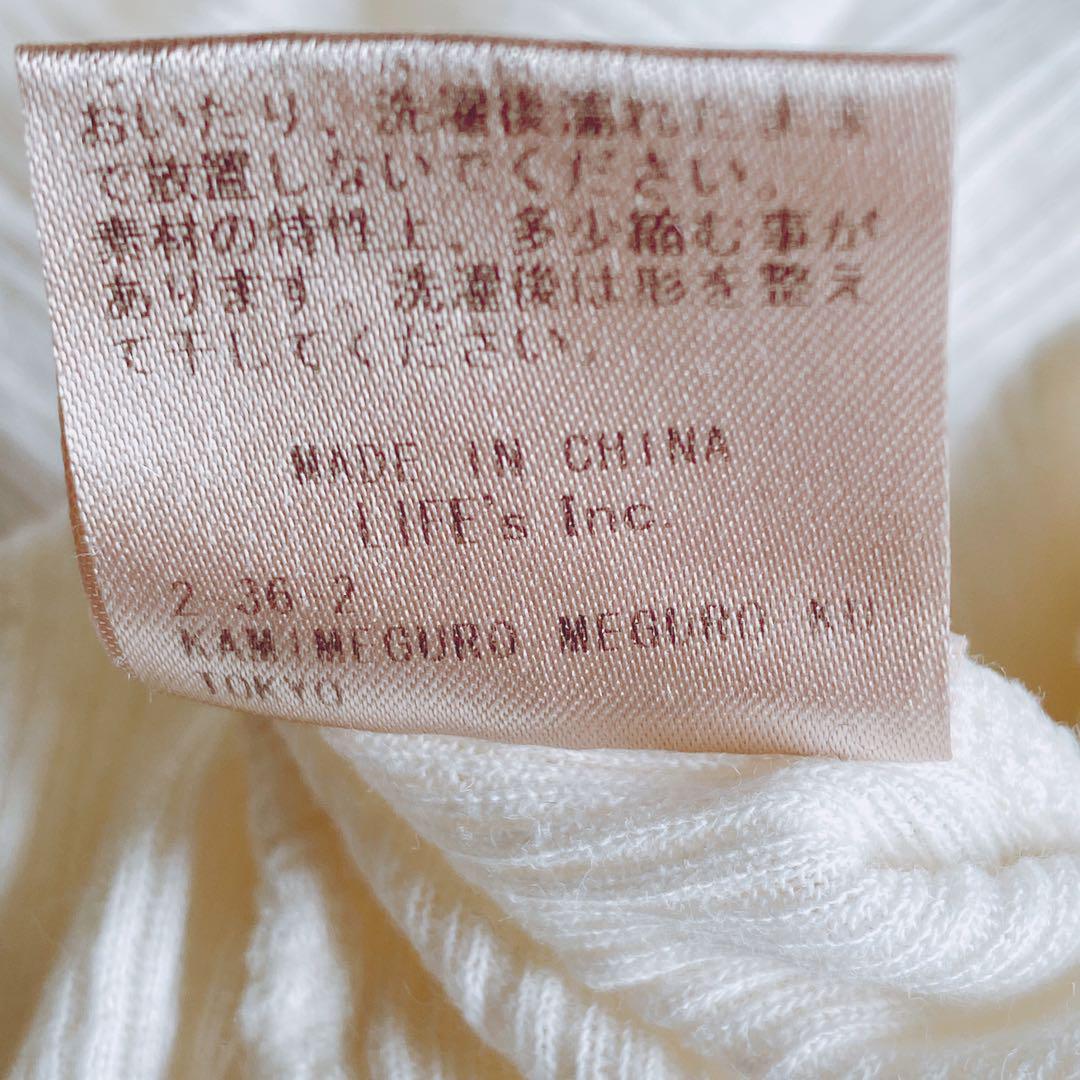 おいたり、洗濯後濡れたまま
で放置しないでください。
素材の特性上、多少縮む事が
あります。洗濯後は形を整え
て干してください。
MADE IN CHINA
LIFE's Inc.
2 36 2
KAMIMEGURO MEGURO KU
TOKYO